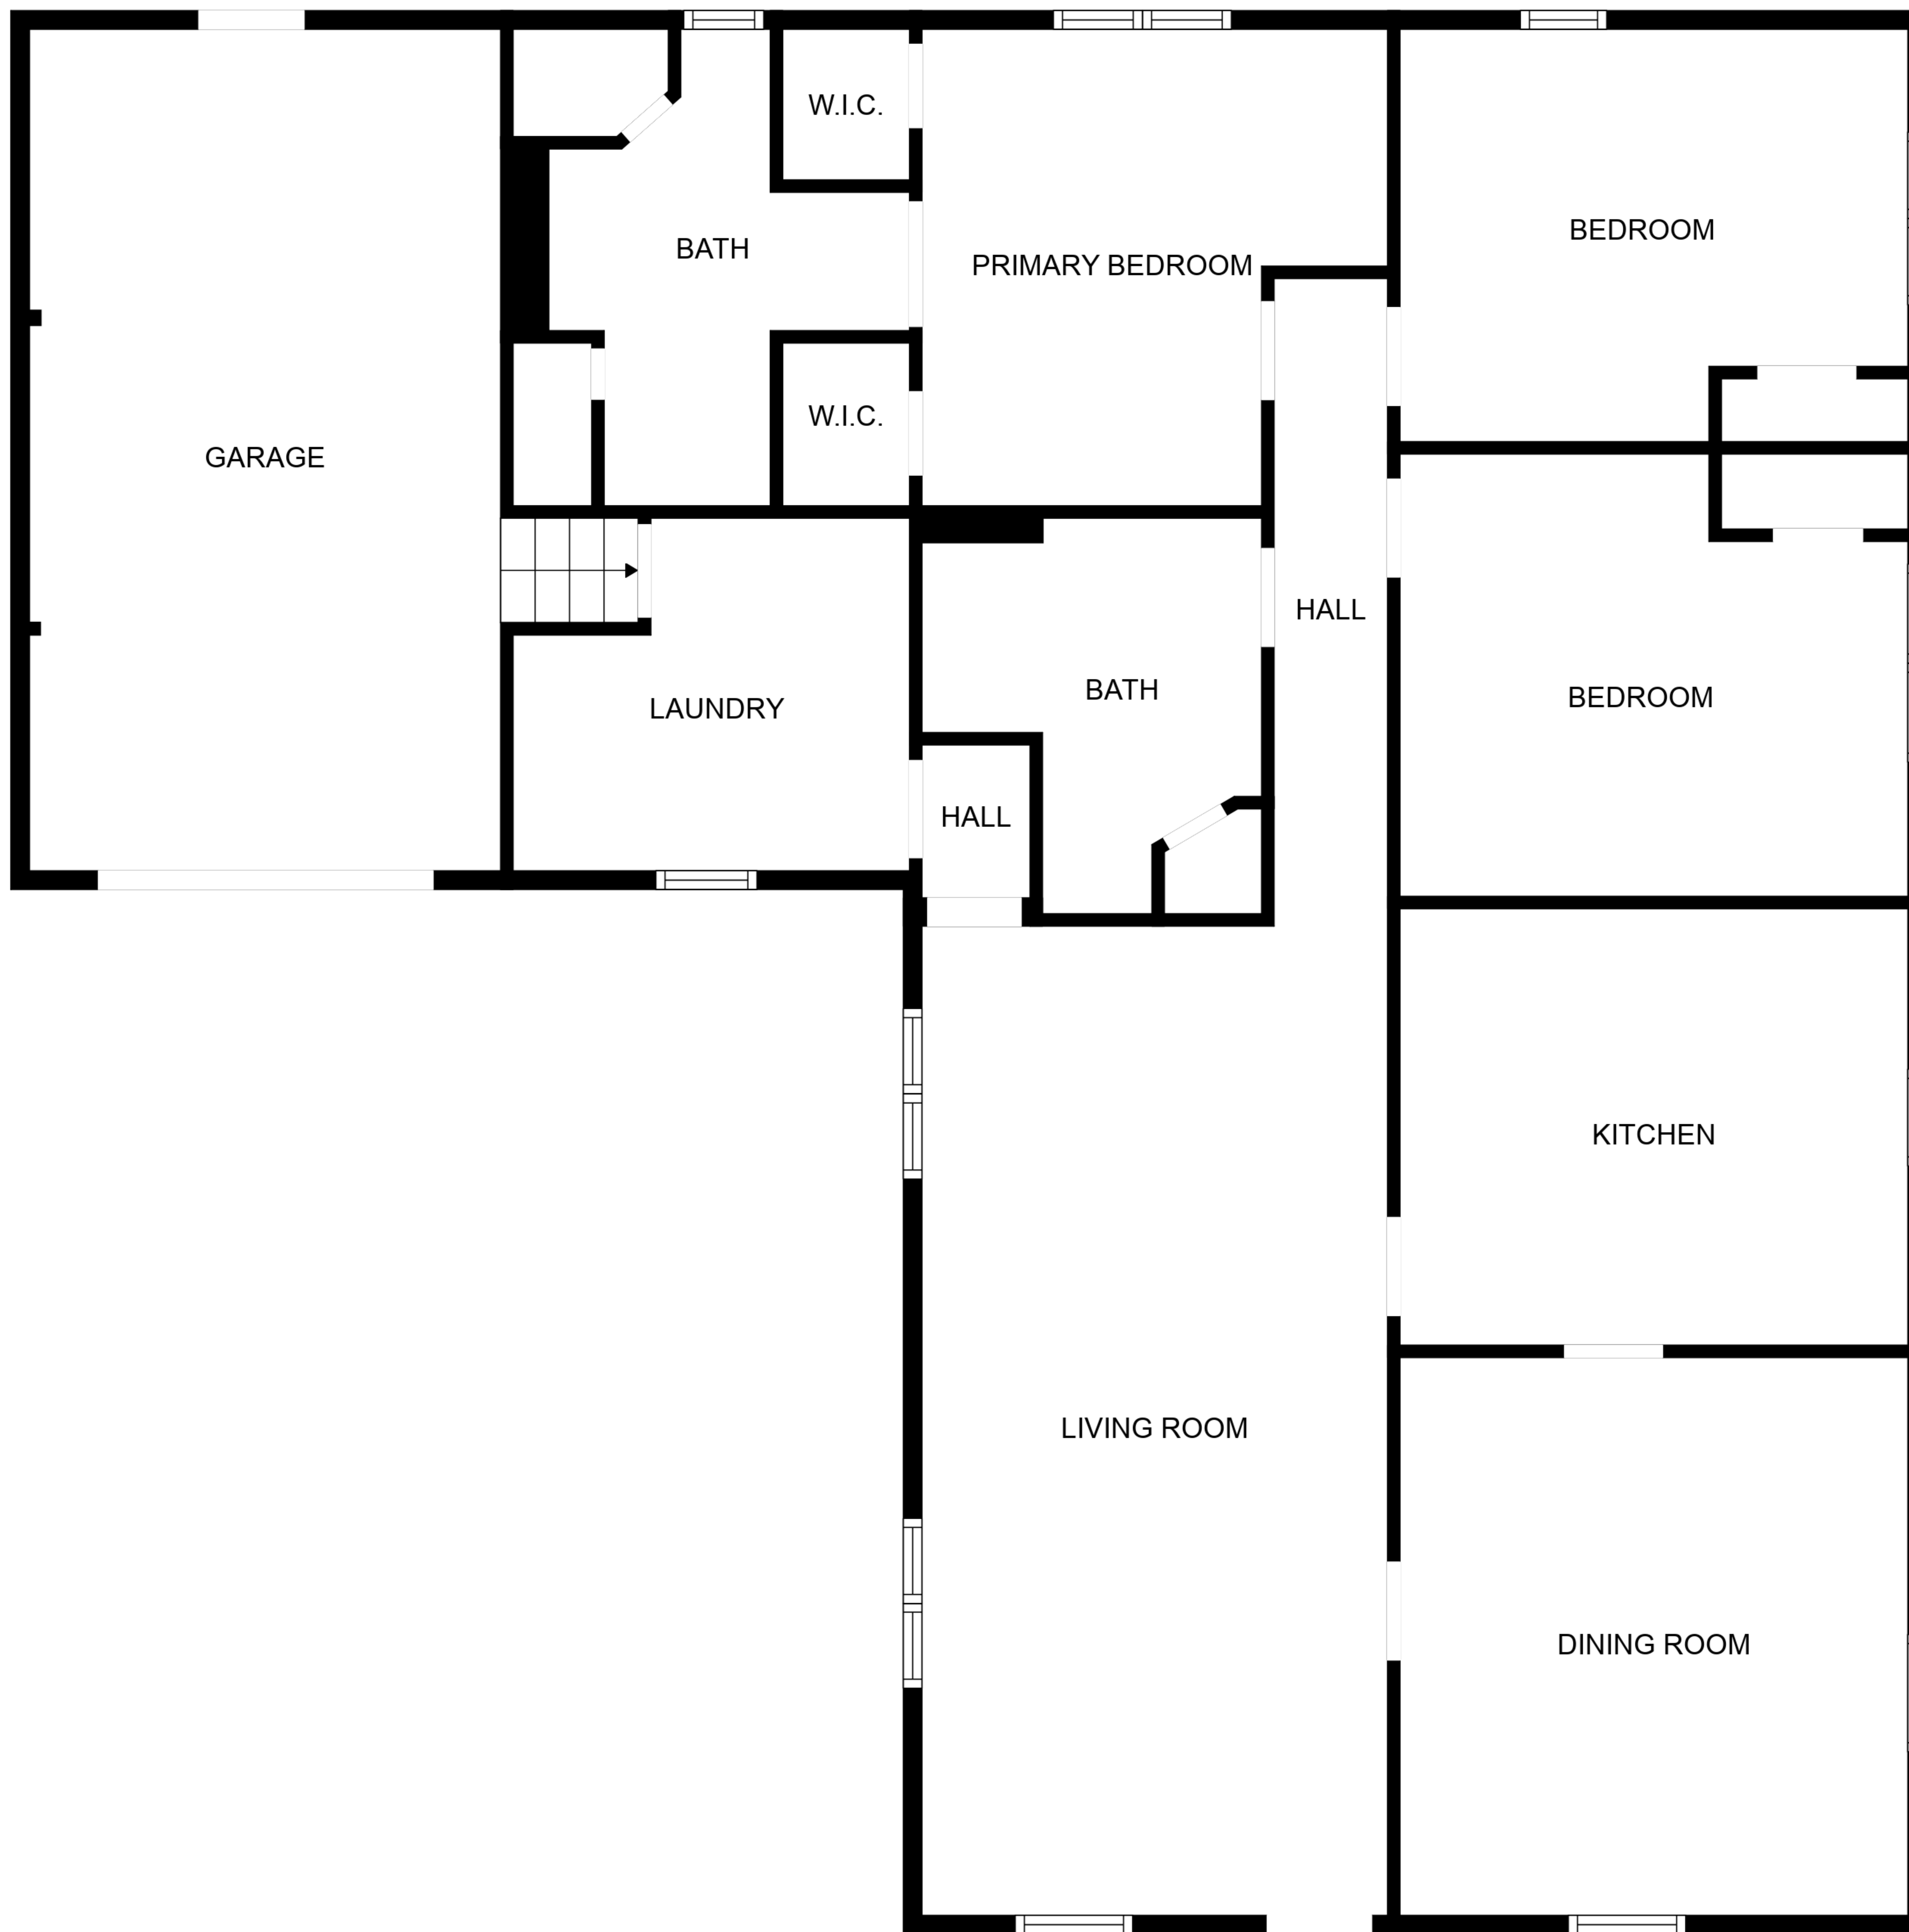 W.I.C.
BEDROOM
BATH
PRIMARY BEDROOM
W.I.C.
GARAGE
HALL
BATH
BEDROOM
LAUNDRY
HALL
KITCHEN
LIVING ROOM
DINING ROOM